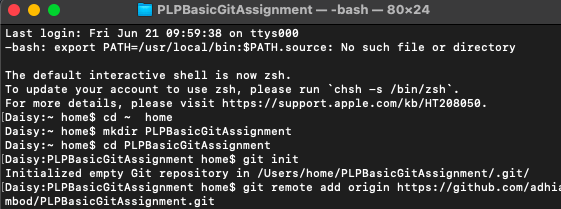 PLPBasicGitAssignment — -bash — 80×24
Last login: Fri Jun 21 09:59:38 on ttys000
-bash: export PATH=/usr/local/bin:$PATH.source: No such file or directory
The default interactive shell is now zsh.
To update your account to use zsh, please run `chsh -s /bin/zsh`.
For more details, please visit https://support.apple.com/kb/HT208050.
[Daisy:~ home$ cd ~  home
[Daisy:~ home$ mkdir PLPBasicGitAssignment
[Daisy:~ home$ cd PLPBasicGitAssignment
[Daisy:PLPBasicGitAssignment home$ git init
Initialized empty Git repository in /Users/home/PLPBasicGitAssignment/.git/
[Daisy:PLPBasicGitAssignment home$ git remote add origin https://github.com/adhia
mbod/PLPBasicGitAssignment.git